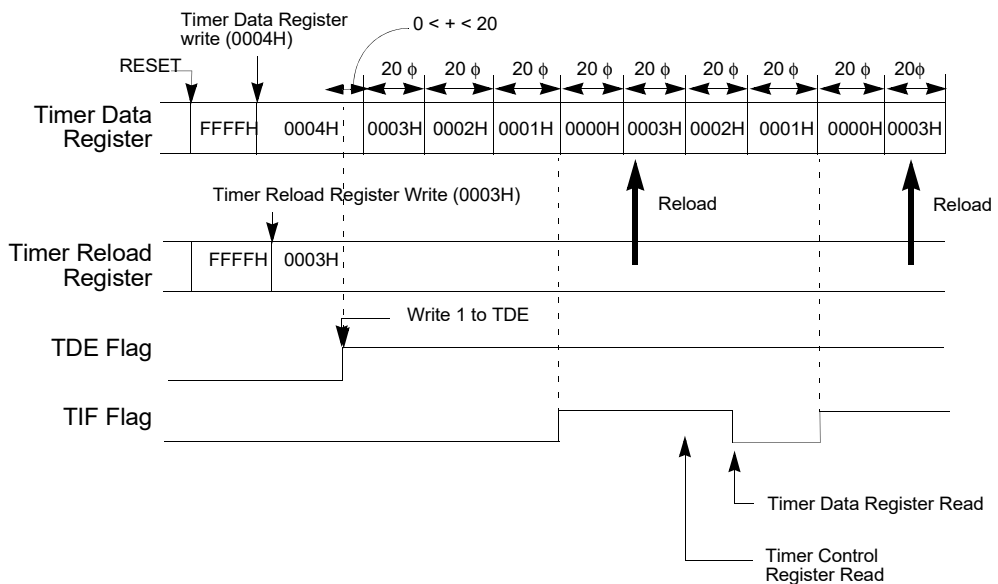 Timer Data Register
write (0004H)
0 < + < 20
RESET
20 ϕ 20 ϕ 20 ϕ 20 ϕ 20 ϕ 20 ϕ 20 ϕ 20 ϕ 20ϕ
Timer Data
Register
FFFFH 0004H 0003H 0002H 0001H 0000H 0003H 0002H 0001H 0000H 0003H
Timer Reload Register Write (0003H)
Reload
Reload
Timer Reload
Register
FFFFH 0003H
Write 1 to TDE
TDE Flag
TIF Flag
Timer Data Register Read
Timer Control
Register Read